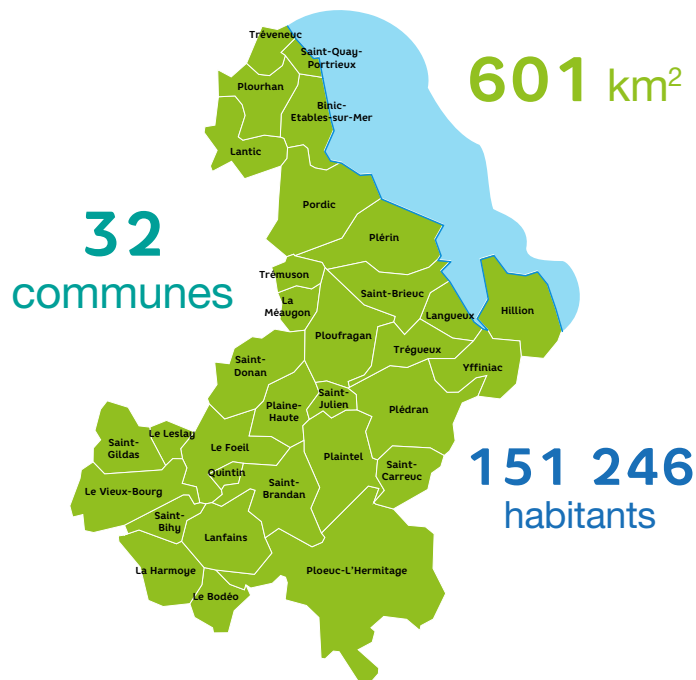 Tréveneuc
Saint-Quay-
Portrieux
601 km²
Plourhan
Binic-
Etables-sur-Mer
Lantic
Pordic
32
communes
Plérin
Trémuson
La
Méaugon
Saint-Brieuc
Langueux
Hillion
Ploufragan
Trégueux
Yffiniac
Saint-
Donan
Saint-
Julien
Plaine-
Haute
Plédran
Le Leslay
Saint-
Gildas
Le Foeil
Plaintel
Saint-
Carreuc
151 246
habitants
Quintin
Le Vieux-Bourg
Saint-
Brandan
Saint-
Bihy
Lanfains
La Harmoye
Ploeuc-L'Hermitage
Le Bodéo